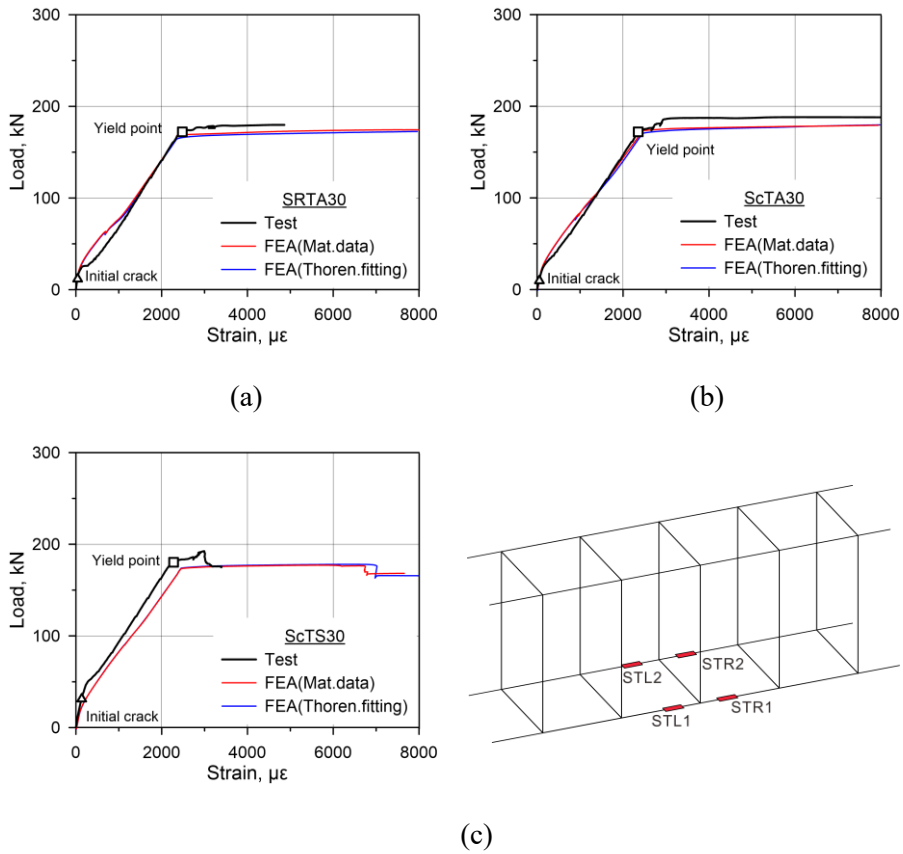 300
200
100
0
Load, kN
Yield point
SRTA30
Test
FEA(Mat.data)
FEA(Thoren.fitting)
Initial crack
0 2000 4000 6000 8000
Strain, με
(a)
300
200
100
0
Load, kN
Yield point
ScTA30
Test
FEA(Mat.data)
FEA(Thoren.fitting)
Initial crack
0 2000 4000 6000 8000
Strain, με
(b)
300
200
100
0
Load, kN
Yield point
ScTS30
Test
FEA(Mat.data)
FEA(Thoren.fitting)
Initial crack
0 2000 4000 6000 8000
Strain, με
STL2
STR2
STL1
STR1
(c)